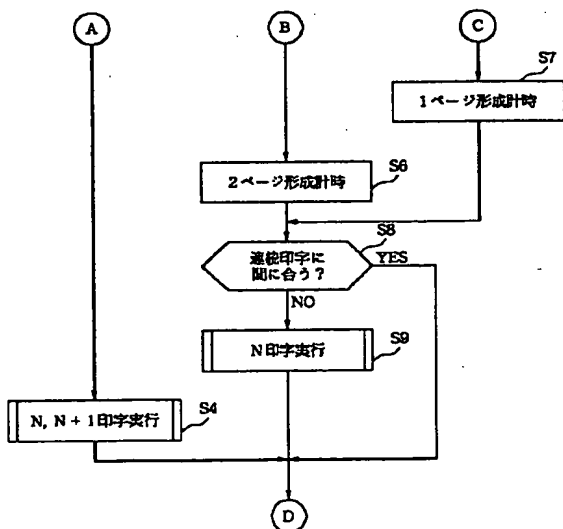 A
B
C
S7
1ページ形成計時
S6
2ページ形成計時
S8
連続印字に
間に合う?
YES
NO
S9
N印字実行
S4
N, N+1印字実行
D